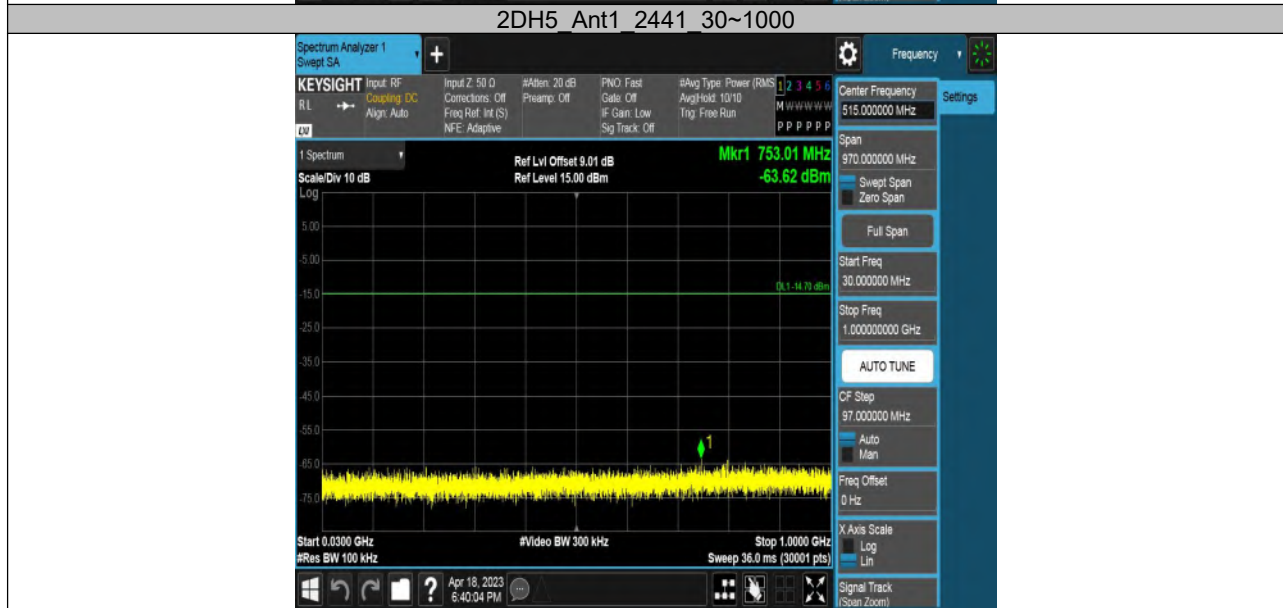 2DH5_Ant1_2441_30~1000
Spectrum Analyzer 1
Swept SA
+
Frequency
KEYSIGHT
Input: RF
Coupling: DC
Align: Auto
RL
LXI
Input Z: 50 Ω
Corrections: Off
Freq Ref: Int (S)
NFE: Adaptive
#Atten: 20 dB
Preamp: Off
PNO: Fast
Gate: Off
IF Gain: Low
Sig Track: Off
#Avg Type: Power (RMS
Avg|Hold: 10/10
Trig: Free Run
1 2 3 4 5 6
M W W W W W
P P P P P P
Center Frequency
515.000000 MHz
Settings
1 Spectrum
Scale/Div 10 dB
Ref Lvl Offset 9.01 dB
Ref Level 15.00 dBm
Mkr1 753.01 MHz
-63.62 dBm
Span
970.000000 MHz
Swept Span
Zero Span
Full Span
Start Freq
30.000000 MHz
Stop Freq
1.000000000 GHz
AUTO TUNE
CF Step
97.000000 MHz
Auto
Man
Freq Offset
0 Hz
X Axis Scale
Log
Lin
Signal Track
(Span Zoom)
Log
5.00
-5.00
-15.0
DL1 -14.70 dBm
-25.0
-35.0
-45.0
-55.0
1
-65.0
-75.0
Start 0.0300 GHz
#Res BW 100 kHz
#Video BW 300 kHz
Stop 1.0000 GHz
Sweep 36.0 ms (30001 pts)
?
Apr 18, 2023
6:40:04 PM